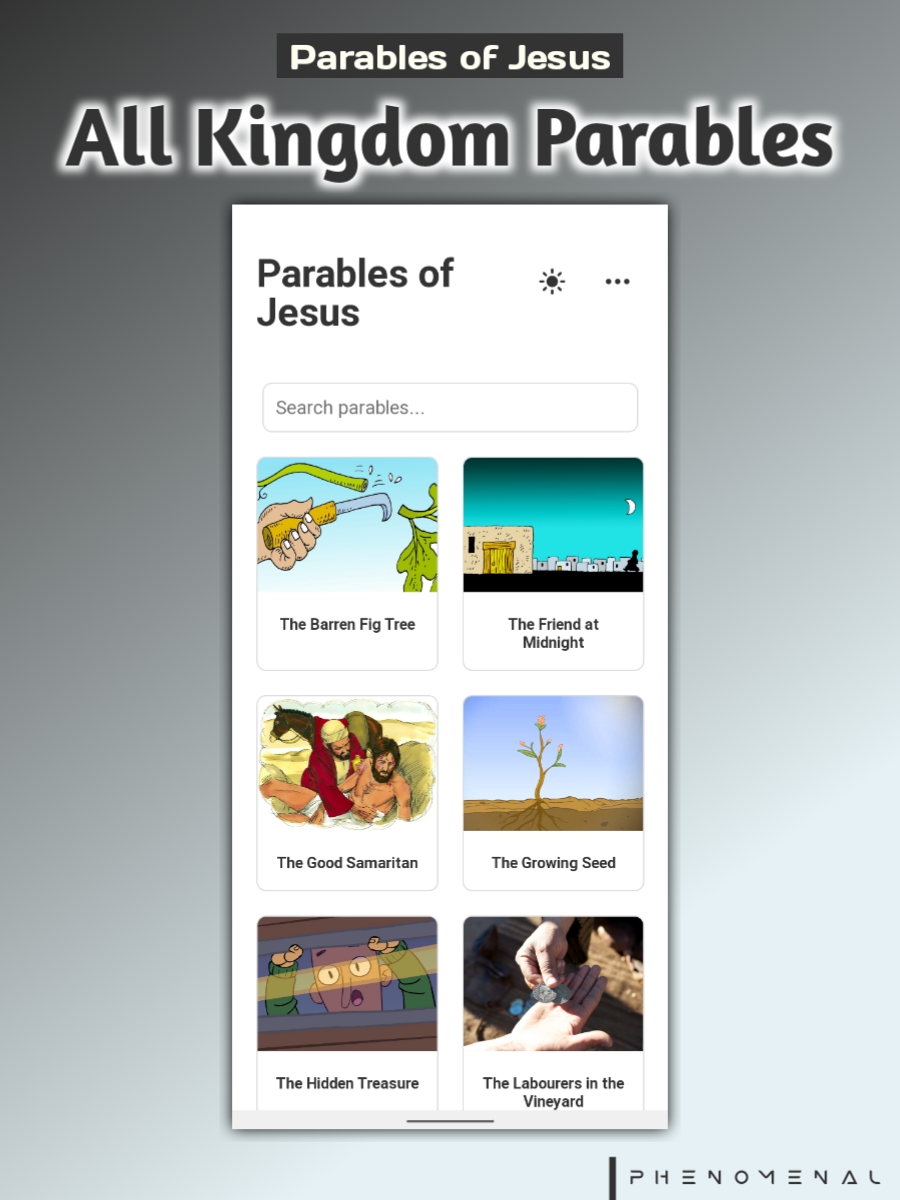 Parables of Jesus
All Kingdom Parables
Parables of
Jesus
Search parables...
The Barren Fig Tree
The Friend at
Midnight
The Good Samaritan
The Growing Seed
The Hidden Treasure
The Labourers in the
Vineyard
PHENOMENAL